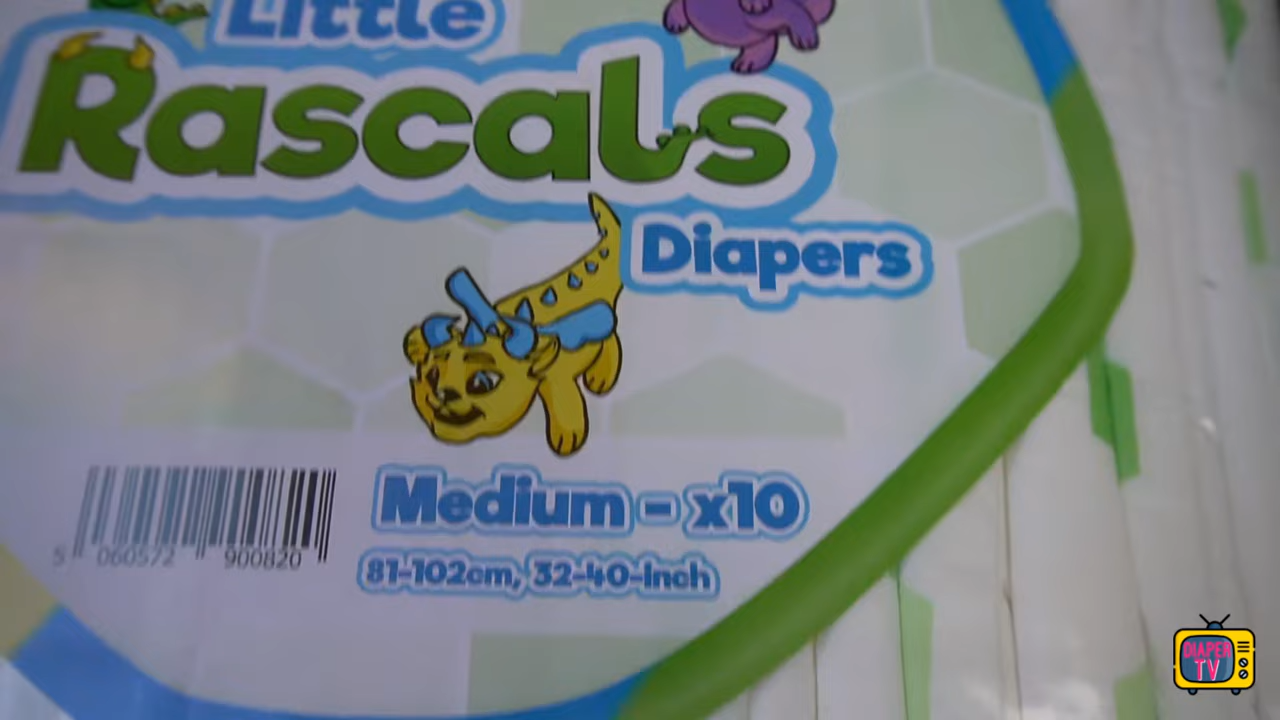 Little
Rascals
Diapers
Medium - x10
81-102cm, 32-40-inch
5 060572 900820
DIAPER
TV